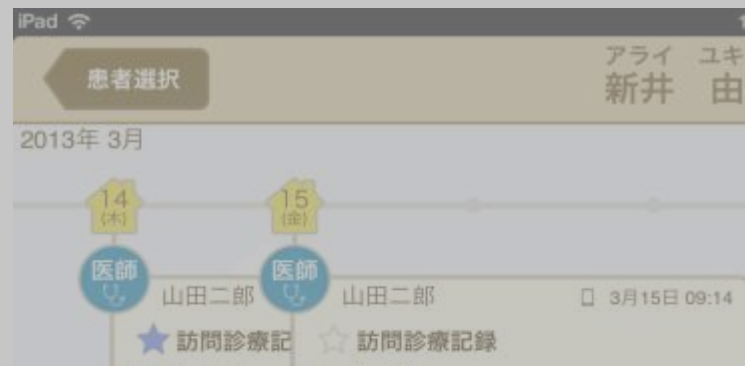 iPad
患者選択
アライ ユキ
新井 由
2013年 3月
14 15
(木) (金)
医師 医師
山田二郎 山田二郎 3月15日 09:14
訪問診療記 訪問診療記録